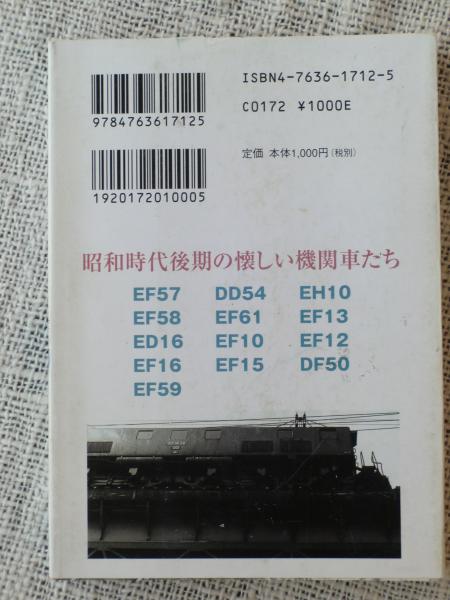 ISBN4-7636-1712-5
C0172 ¥1000E
9784763617125
定価 本体1,000円(税別)
1920172010005
昭和時代後期の懐しい機関車たち
EF57 DD54 EH10
EF58 EF61 EF13
ED16 EF10 EF12
EF16 EF15 DF50
EF59